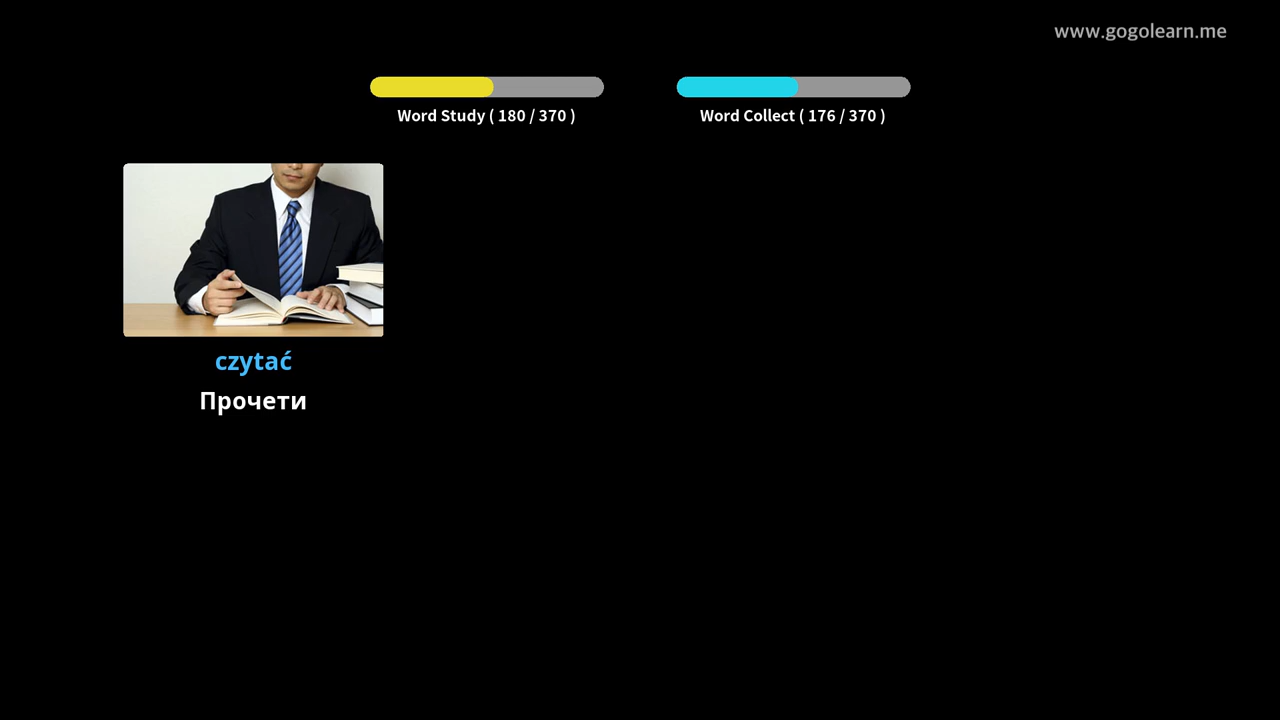 www.gogolearn.me
Word Study ( 180 / 370 )
Word Collect ( 176 / 370 )
czytać
Прочети